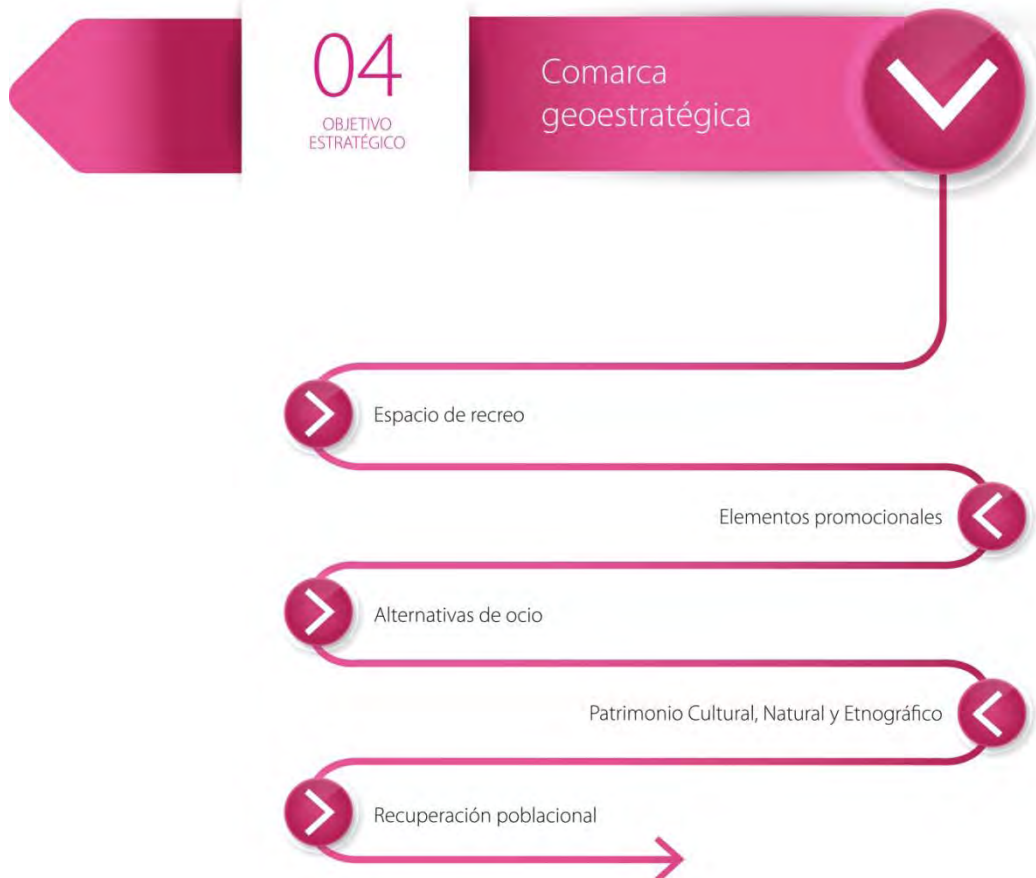 04
OBJETIVO
ESTRATÉGICO
Comarca
geoestratégica
Espacio de recreo
Elementos promocionales
Alternativas de ocio
Patrimonio Cultural, Natural y Etnográfico
Recuperación poblacional